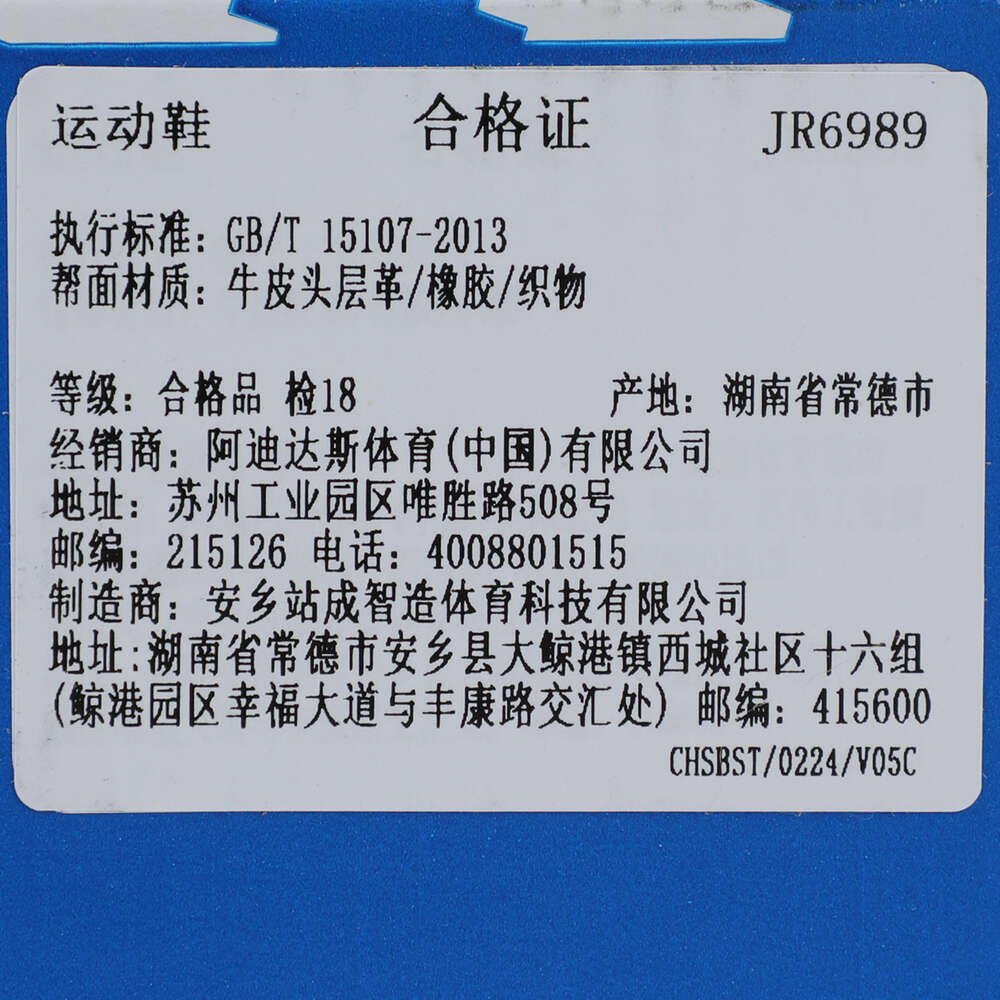 运动鞋 合格证 JR6989
执行标准: GB/T 15107-2013
帮面材质: 牛皮头层革/橡胶/织物
等级: 合格品 检18 产地: 湖南省常德市
经销商: 阿迪达斯体育(中国)有限公司
地址: 苏州工业园区唯胜路508号
邮编: 215126 电话: 4008801515
制造商: 安乡站成智造体育科技有限公司
地址:湖南省常德市安乡县大鲸港镇西城社区十六组
(鲸港园区幸福大道与丰康路交汇处) 邮编: 415600
CHSBST/0224/V05C